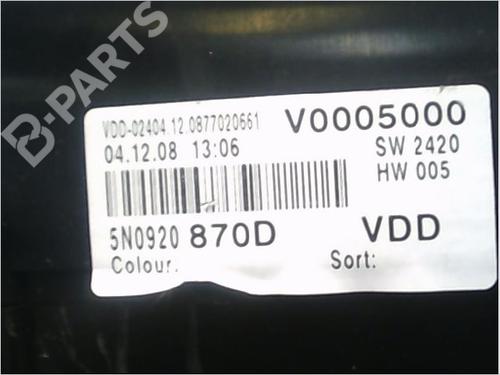 B-PARTS
VDD-02404.12.0877020661 V0005000
04.12.08 13:06 SW 2420
HW 005
5N0920 870D VDD
Colour. Sort: